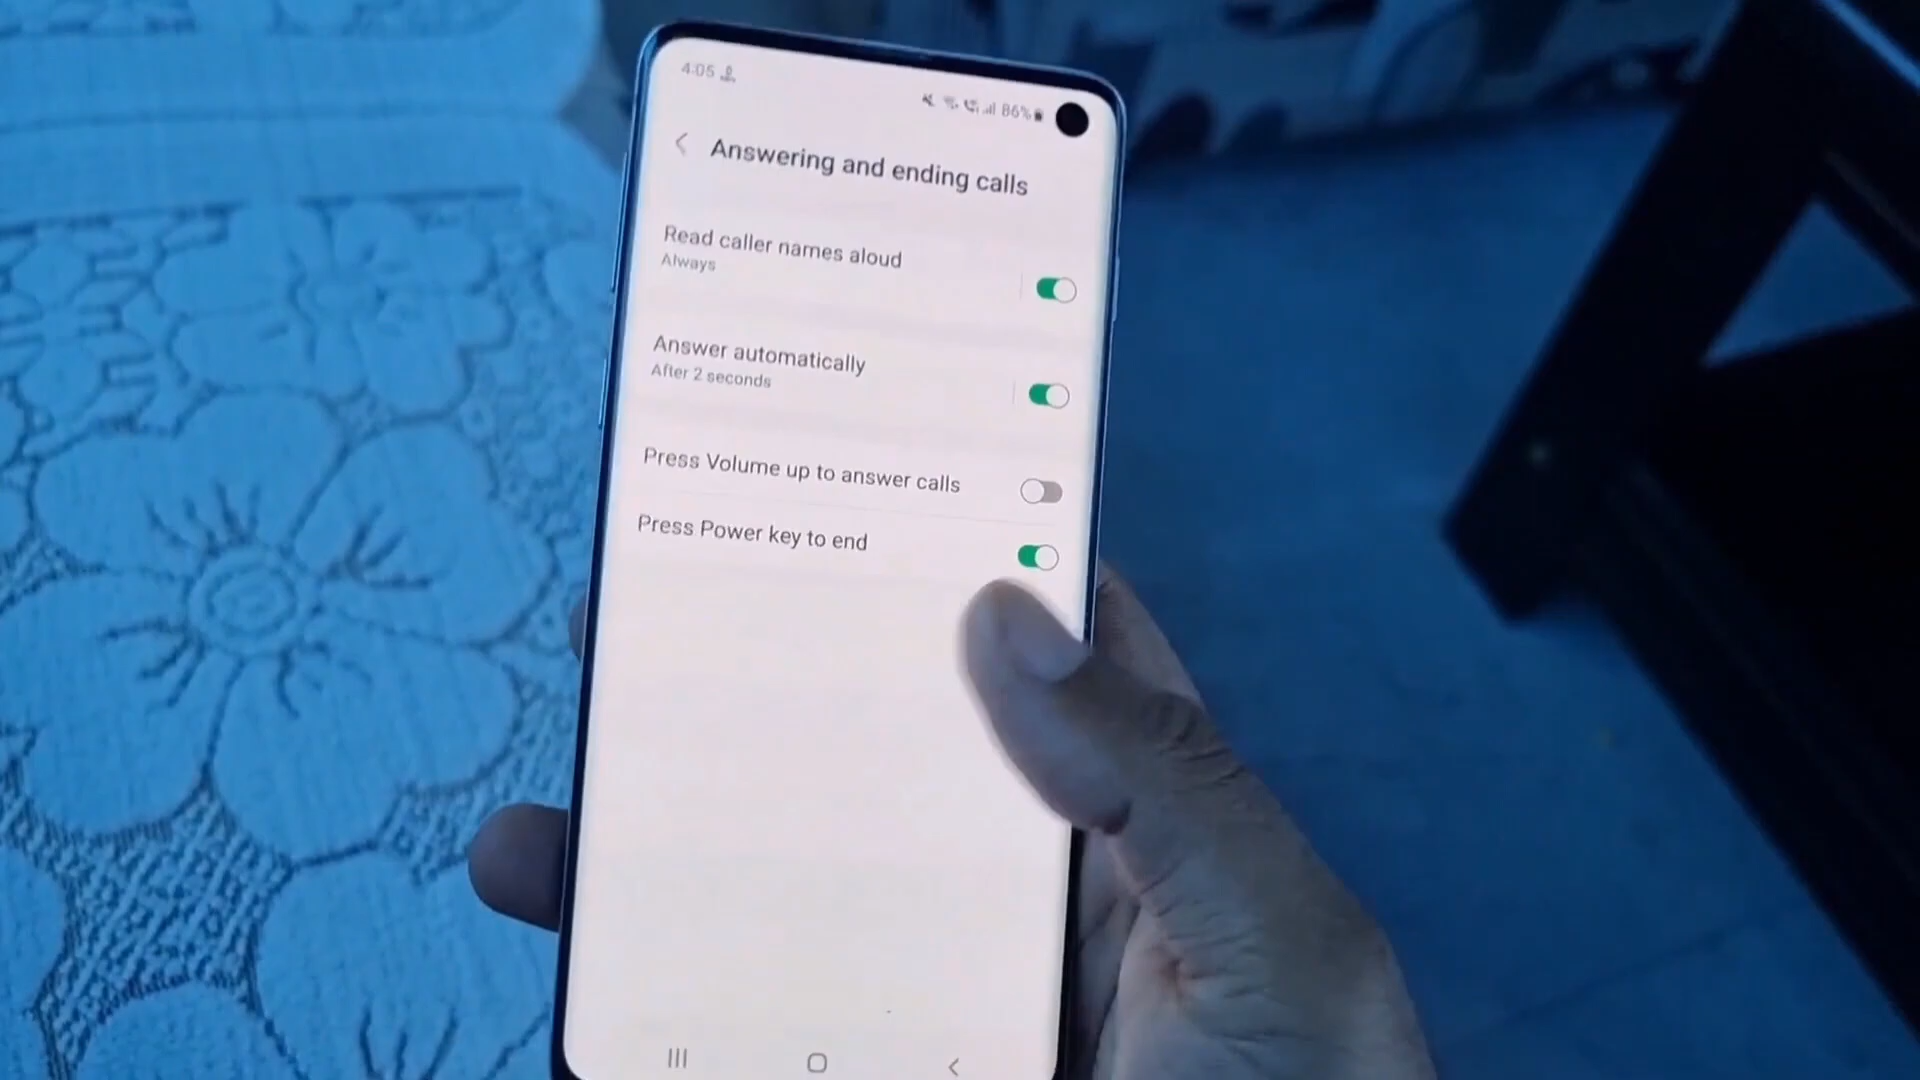 4:05
86%
Answering and ending calls
Read caller names aloud
Always
Answer automatically
After 2 seconds
Press Volume up to answer calls
Press Power key to end